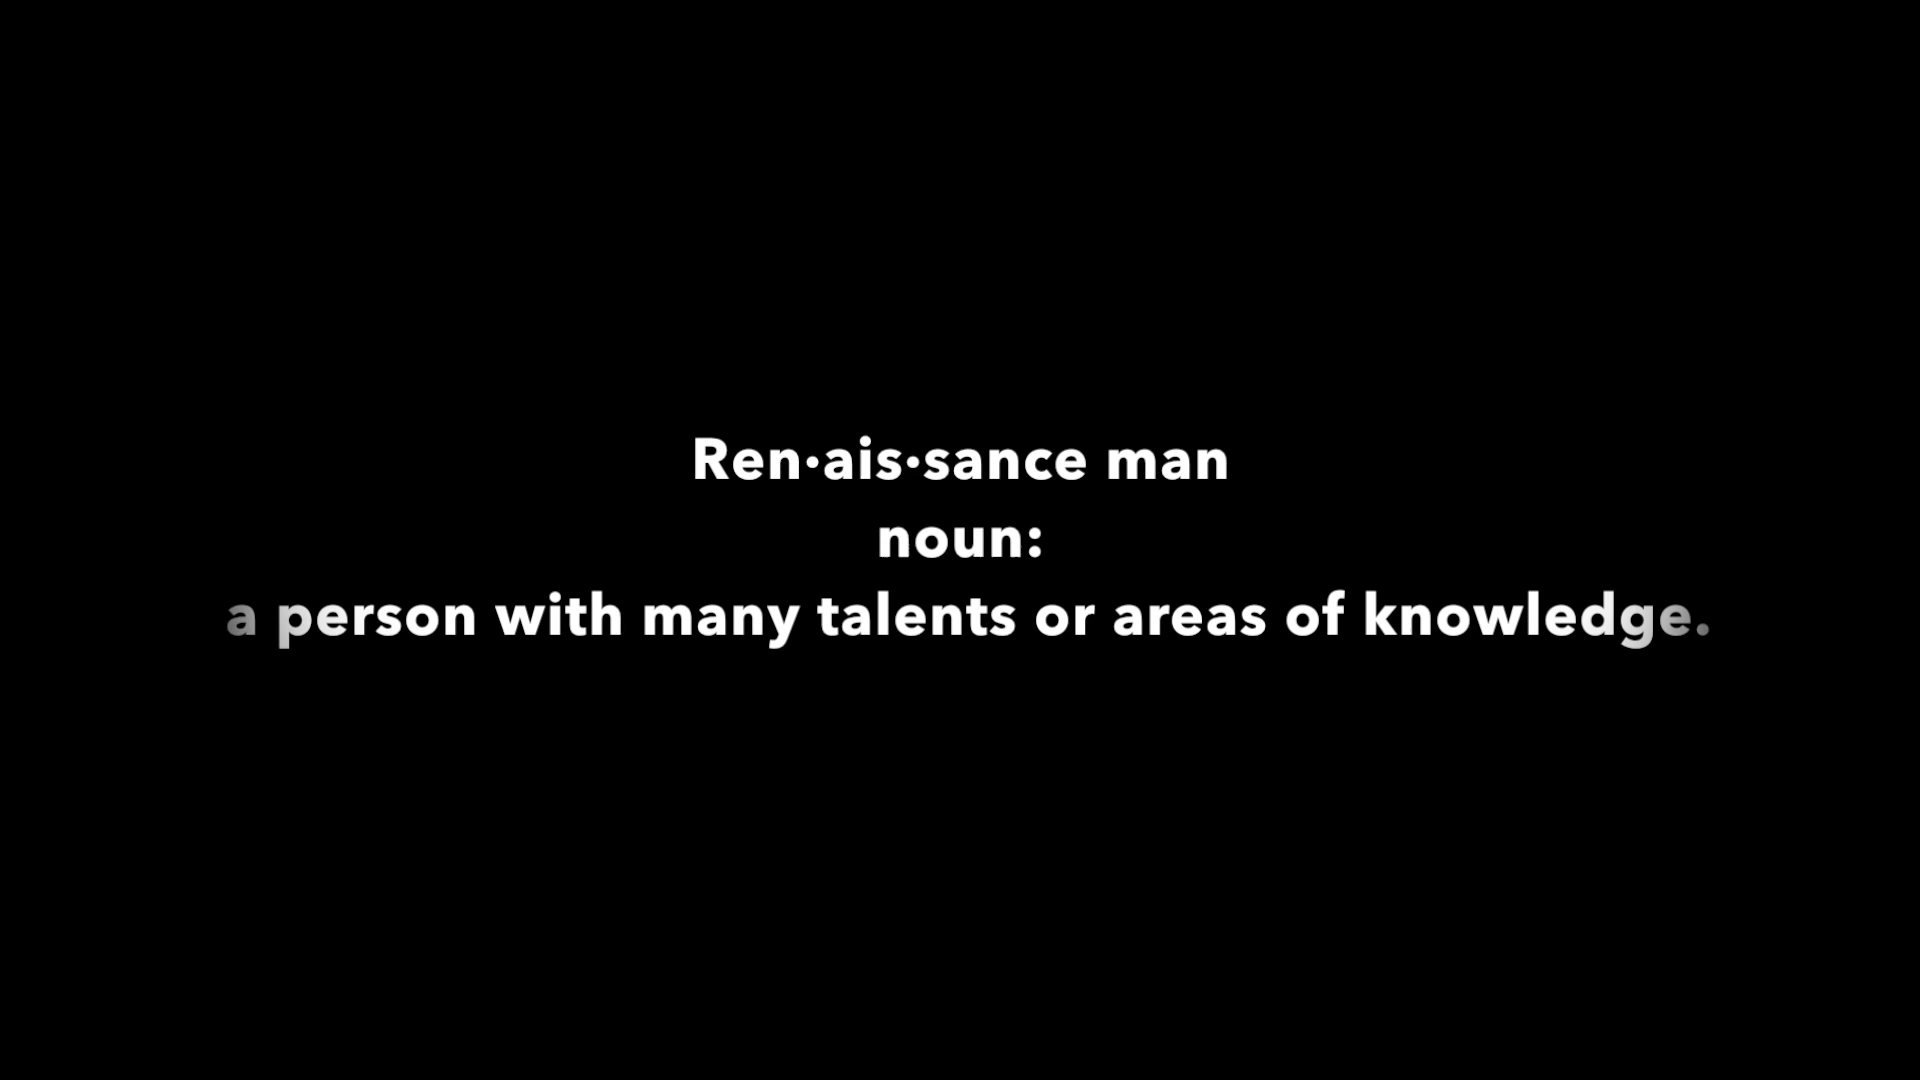 Ren·ais·sance man
noun:
a person with many talents or areas of knowledge.